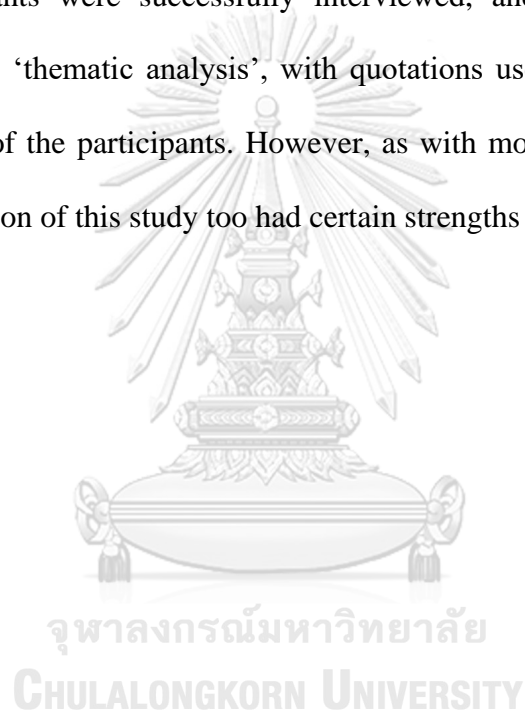 ants were successfully interviewed, and
‘thematic analysis’, with quotations us
of the participants. However, as with mo
on of this study too had certain strengths
จุฬาลงกรณ์มหาวิทยาลัย
CHULALONGKORN UNIVERSITY